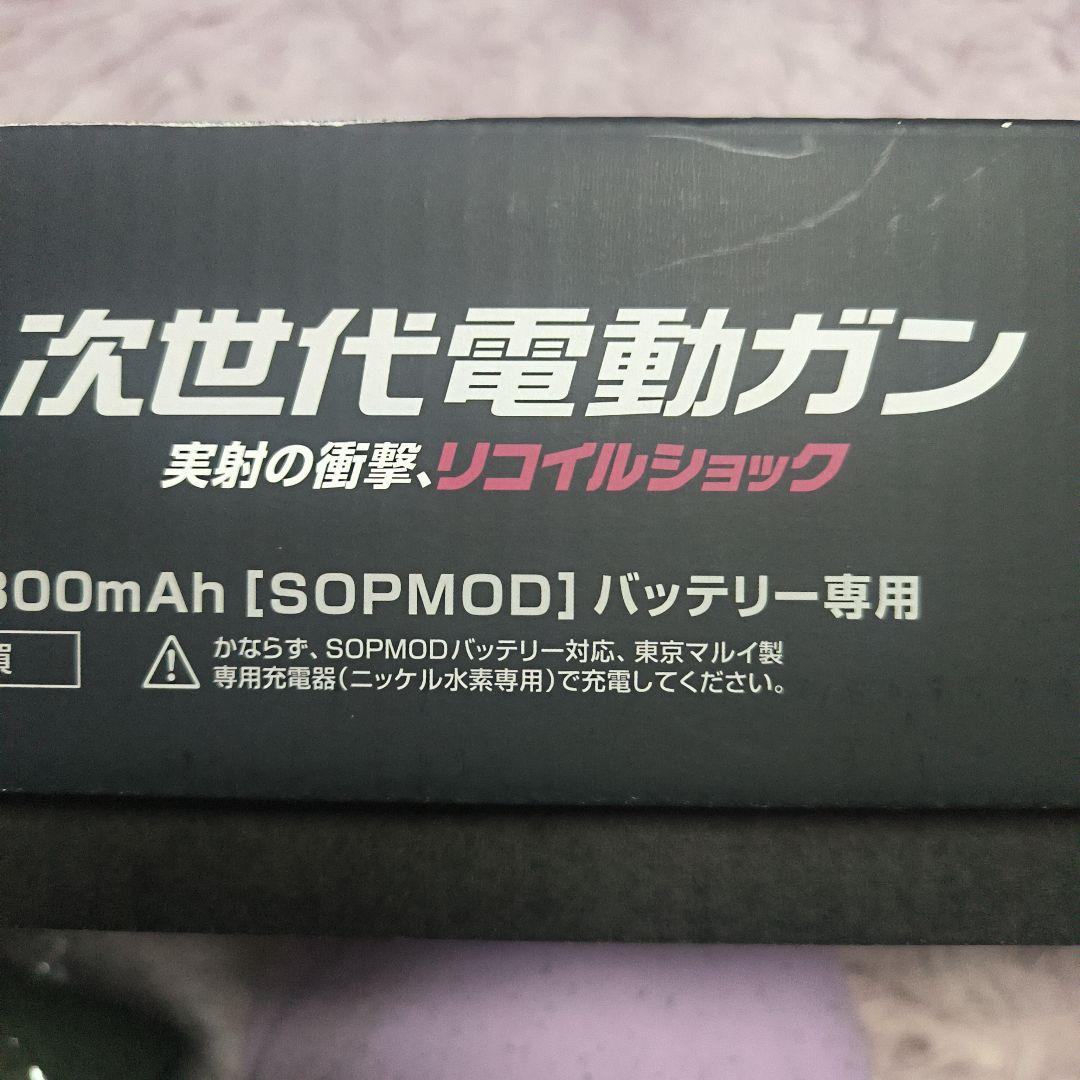 次世代電動ガン
実射の衝撃、リコイルショック
300mAh [SOPMOD] バッテリー専用
かならず、SOPMODバッテリー対応、東京マルイ製
専用充電器(ニッケル水素専用)で充電してください。